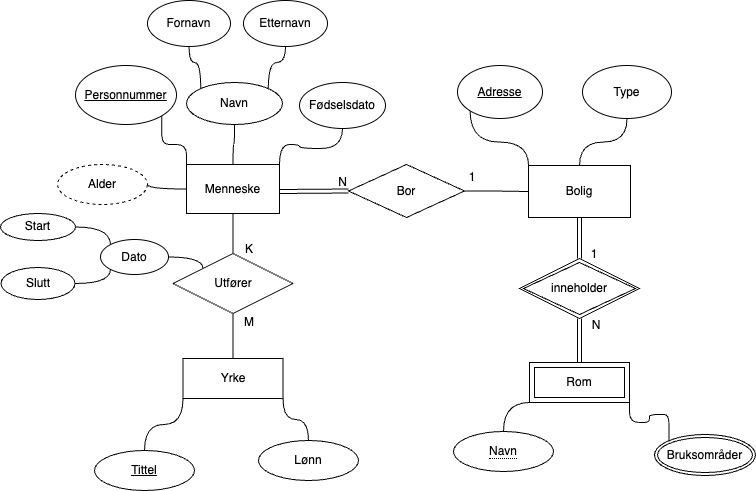 Fornavn
Etternavn
Personnummer
Navn
Fødselsdato
Adresse
Type
Alder
Menneske
N
Bor
1
Bolig
Start
Dato
Slutt
K
Utfører
M
1
inneholder
N
Yrke
Rom
Tittel
Lønn
Navn
Bruksområder